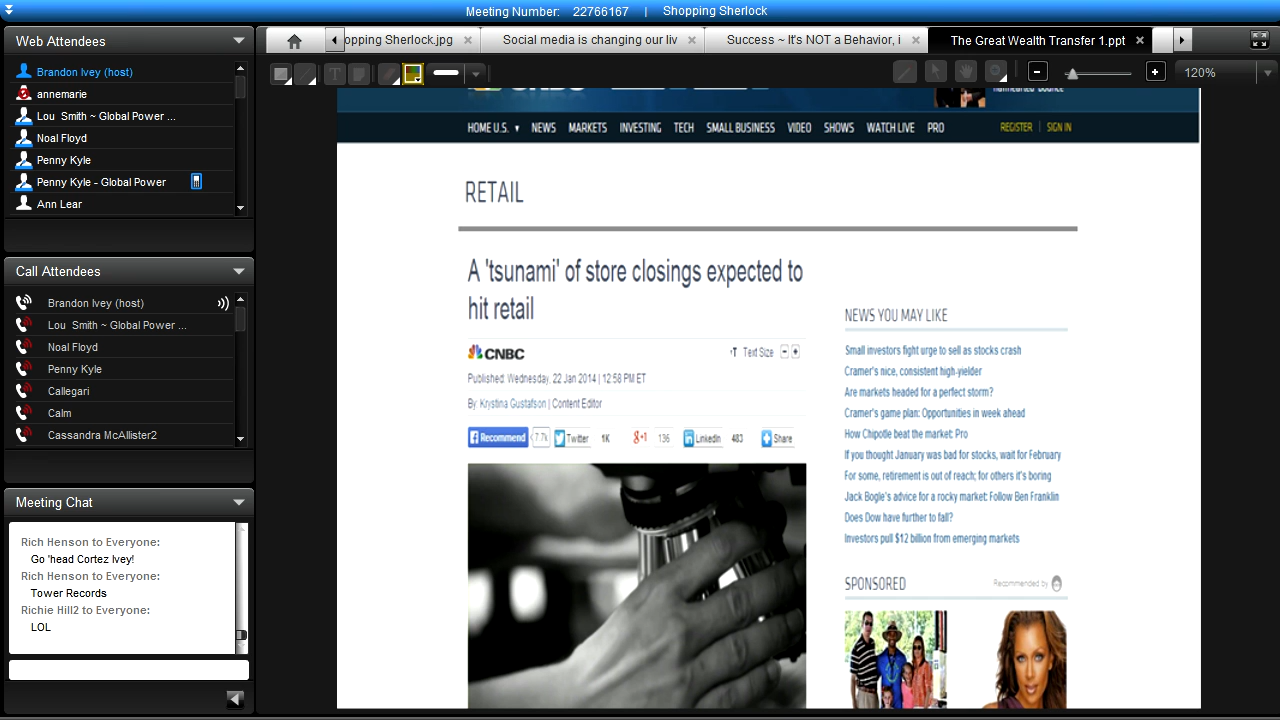 Meeting Number: 22766167 | Shopping Sherlock
Web Attendees
Brandon Ivey (host)
annemarie
Lou Smith ~ Global Power ...
Noal Floyd
Penny Kyle
Penny Kyle - Global Power
Ann Lear
Call Attendees
Brandon Ivey (host)
Lou Smith ~ Global Power ...
Noal Floyd
Penny Kyle
Callegari
Calm
Cassandra McAllister2
Meeting Chat
Rich Henson to Everyone:
Go 'head Cortez Ivey!
Rich Henson to Everyone:
Tower Records
Richie Hill2 to Everyone:
LOL
opping Sherlock.jpg
Social media is changing our liv
Success ~ It's NOT a Behavior, i
The Great Wealth Transfer 1.ppt
120%
HOME U.S. NEWS MARKETS INVESTING TECH SMALL BUSINESS VIDEO SHOWS WATCH LIVE PRO REGISTER | SIGN IN
RETAIL
A 'tsunami' of store closings expected to
hit retail
CNBC
Text Size
Published: Wednesday, 22 Jan 2014 | 12:58 PM ET
By: Krystina Gustafson | Content Editor
Recommend 7.7k Twitter 1K g+1 136 LinkedIn 483 Share
NEWS YOU MAY LIKE
Small investors fight urge to sell as stocks crash
Cramer's nice, consistent high-yielder
Are markets headed for a perfect storm?
Cramer's game plan: Opportunities in week ahead
How Chipotle beat the market: Pro
If you thought January was bad for stocks, wait for February
For some, retirement is out of reach; for others it's boring
Jack Bogle's advice for a rocky market: Follow Ben Franklin
Does Dow have further to fall?
Investors pull $12 billion from emerging markets
SPONSORED
Recommended by